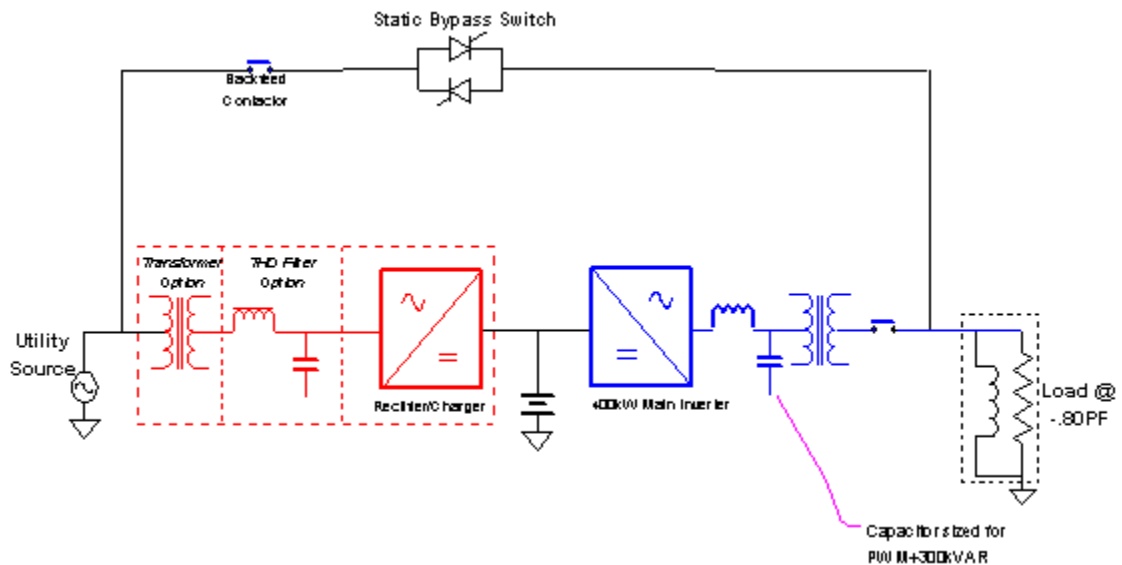 Static Bypass Switch
Backfeed
Contactor
Transformer
Option
THD Filter
Option
Utility
Source
Rectifier/Charger
400kW Main Inverter
Load @
-.80PF
Capacitor sized for
PWM+300kVAR